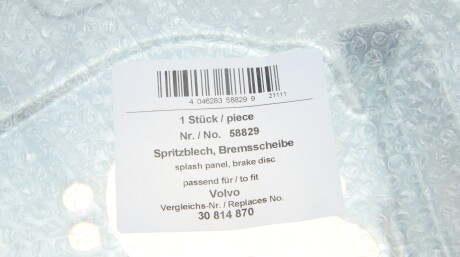 4 046283 58829 9 21111
1 Stück / piece
Nr. / No. 58829
Spritzblech, Bremsscheibe
splash panel, brake disc
passend für / to fit
Volvo
Vergleichs-Nr. / Replaces No.
30 814 870